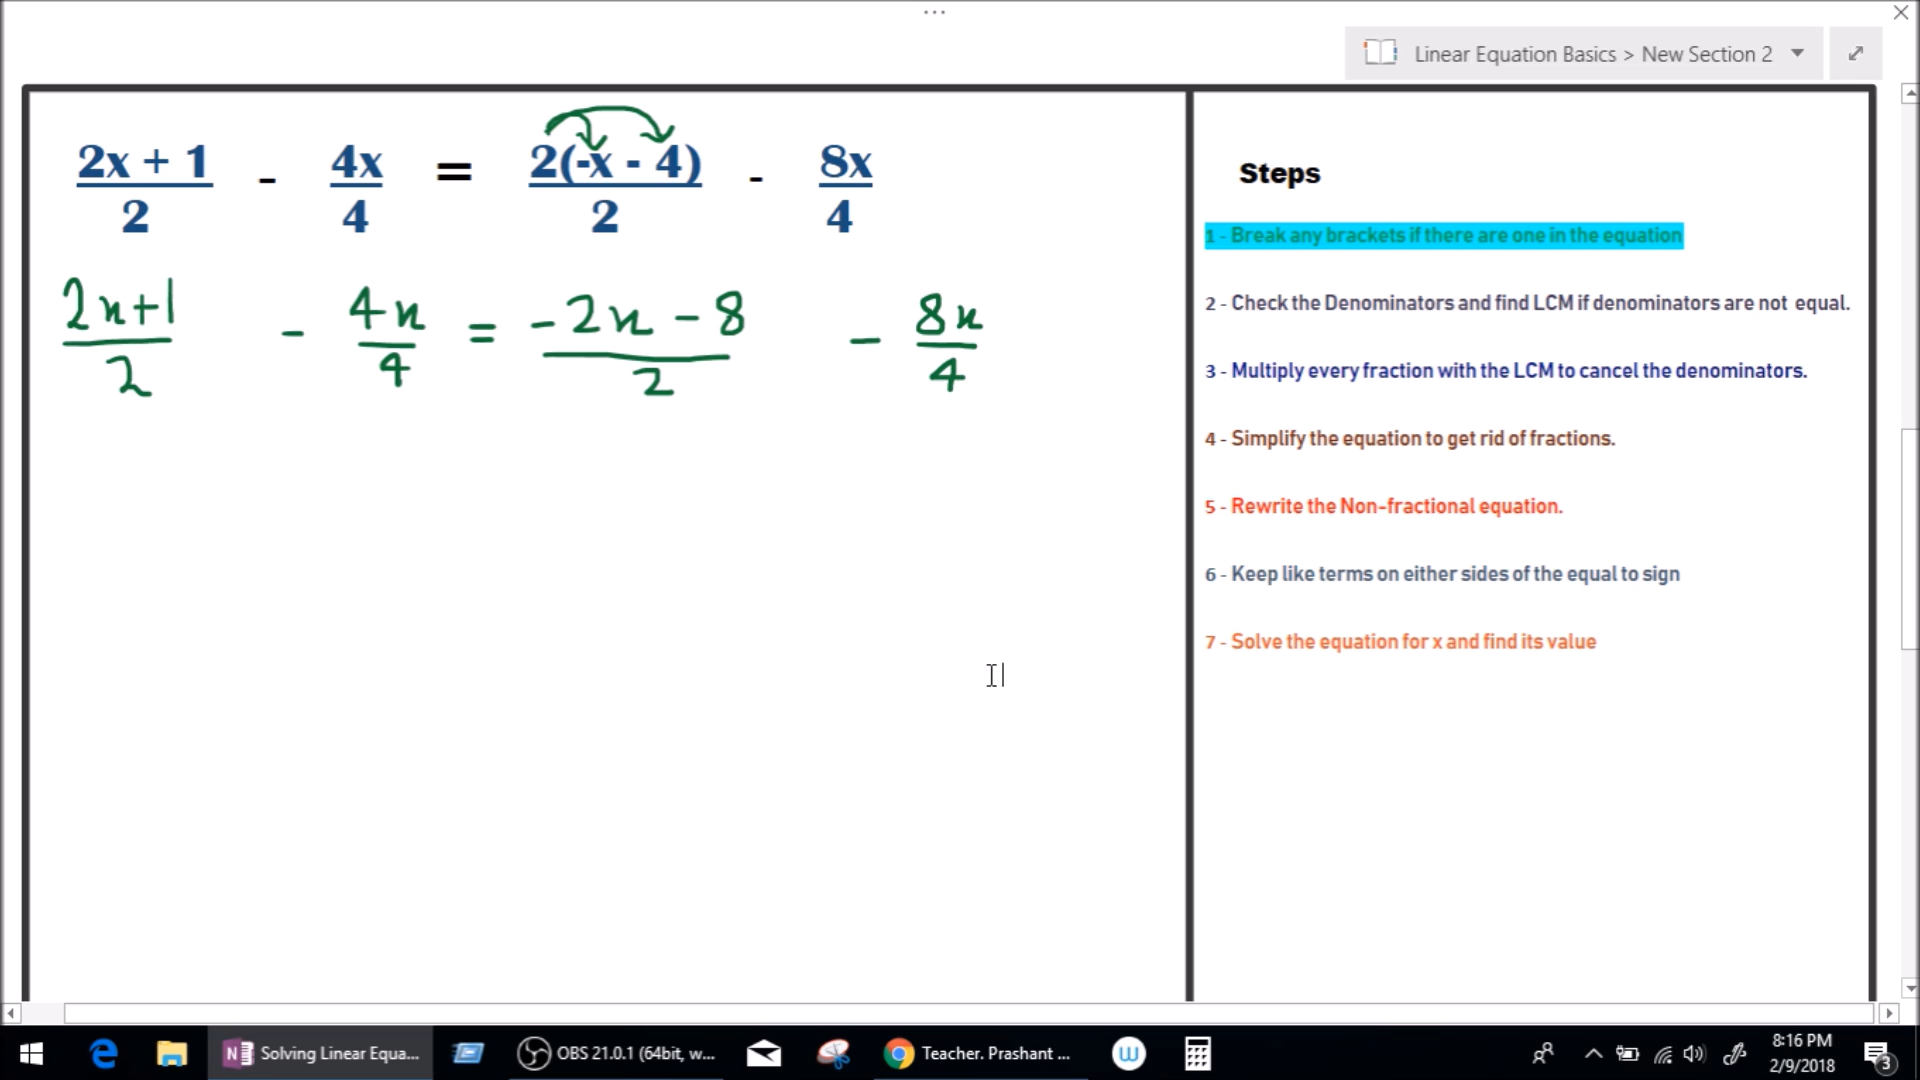 ...
Linear Equation Basics > New Section 2
2x + 1 - 4x = 2(-x - 4) - 8x
2 4 2 4
2x+1 - 4x = -2x - 8 - 8x
2 4 2 4
Steps
1 - Break any brackets if there are one in the equation
2 - Check the Denominators and find LCM if denominators are not equal.
3 - Multiply every fraction with the LCM to cancel the denominators.
4 - Simplify the equation to get rid of fractions.
5 - Rewrite the Non-fractional equation.
6 - Keep like terms on either sides of the equal to sign
7 - Solve the equation for x and find its value
N Solving Linear Equa...
OBS 21.0.1 (64bit, w...
Teacher. Prashant ...
w
8:16 PM
2/9/2018
3